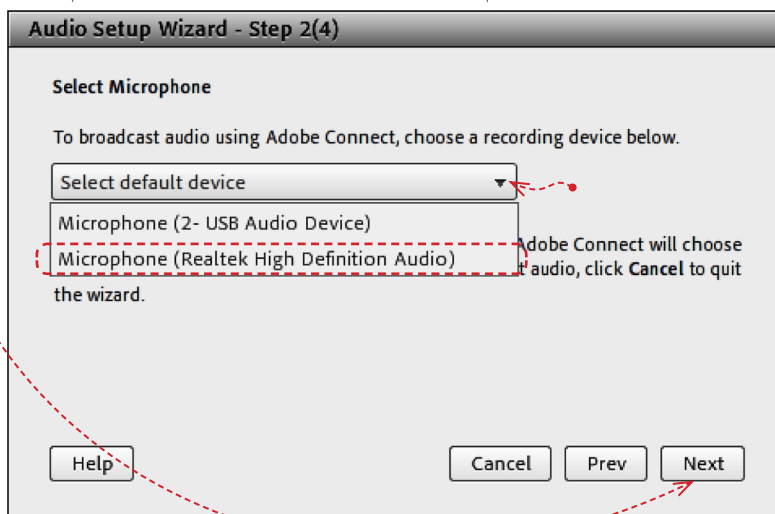 Audio Setup Wizard - Step 2(4)
Select Microphone
To broadcast audio using Adobe Connect, choose a recording device below.
Select default device
Microphone (2- USB Audio Device)
Microphone (Realtek High Definition Audio)
Adobe Connect will choose
t audio, click Cancel to quit
the wizard.
Help
Cancel
Prev
Next